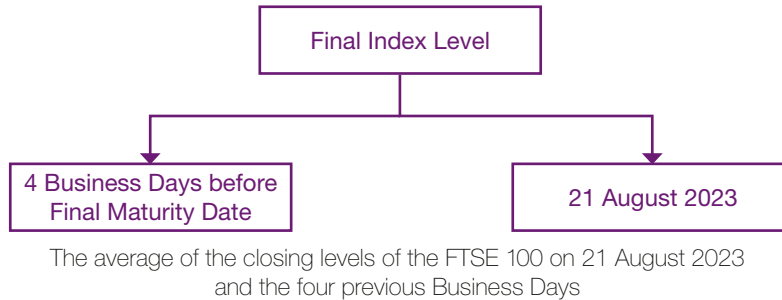 Final Index Level
4 Business Days before
Final Maturity Date
21 August 2023
The average of the closing levels of the FTSE 100 on 21 August 2023
and the four previous Business Days